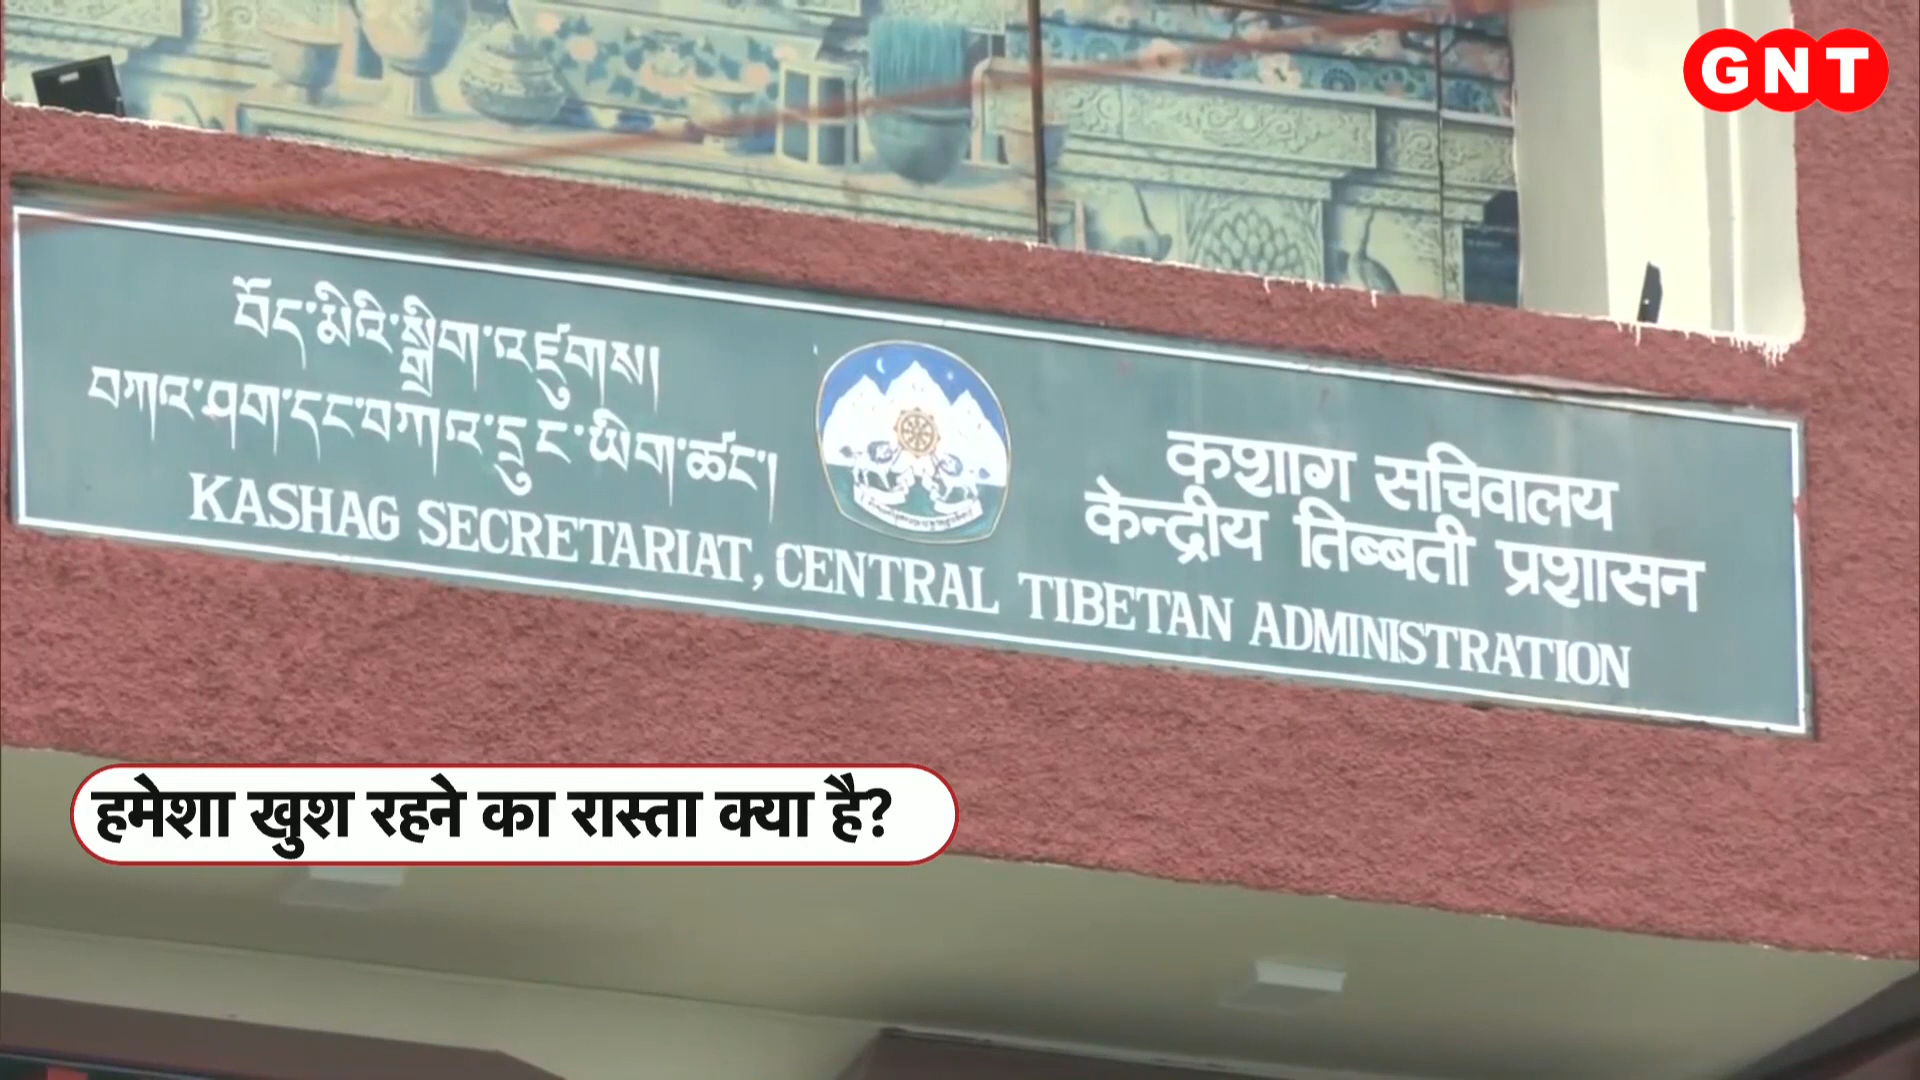 GNT
བོད་མིའི་སྒྲིག་འཛུགས།
བཀའ་ཤག་དང་བཀའ་དྲུང་ཡིག་ཚང་།
KASHAG SECRETARIAT, CENTRAL TIBETAN ADMINISTRATION
कशाग सचिवालय
केन्द्रीय तिब्बती प्रशासन
हमेशा खुश रहने का रास्ता क्या है?